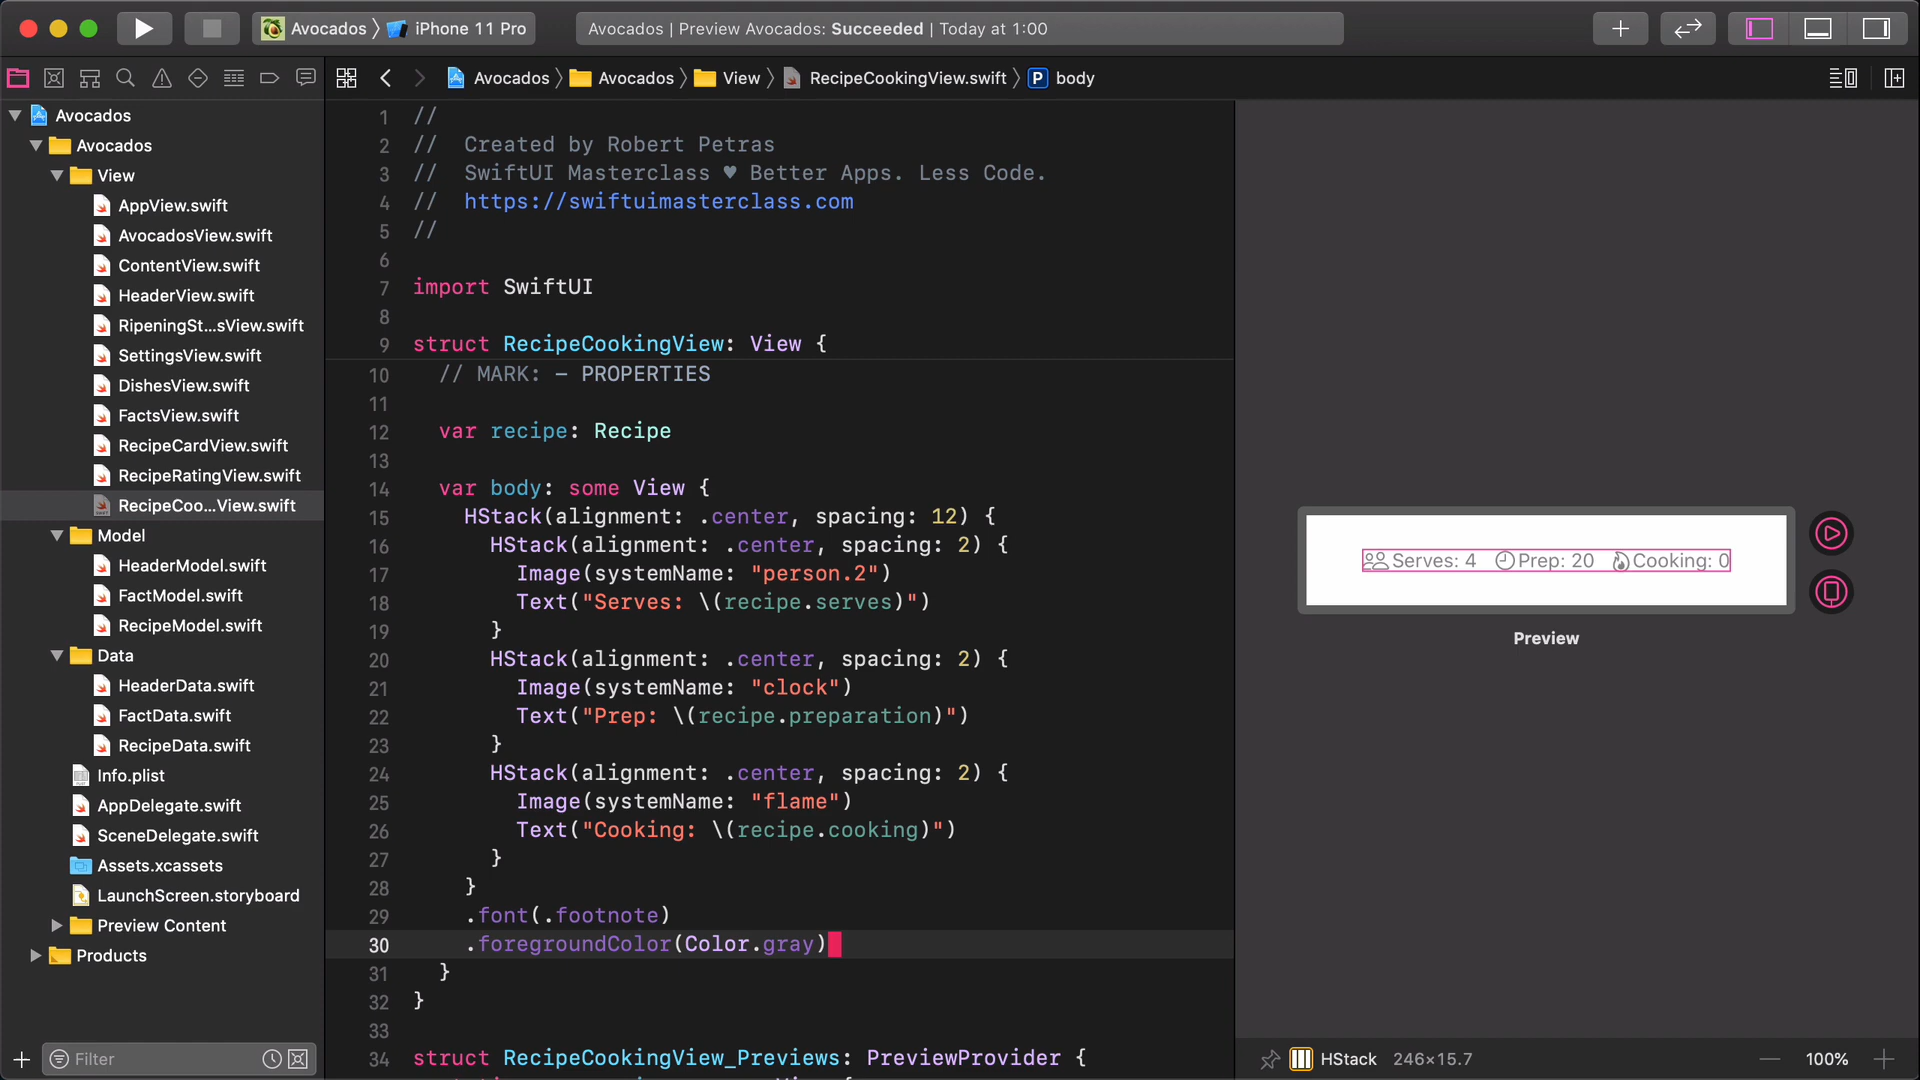 Avocados 〉 iPhone 11 Pro
Avocados | Preview Avocados: Succeeded | Today at 1:00
Avocados 〉 Avocados 〉 View 〉 RecipeCookingView.swift 〉 P body
Avocados
Avocados
View
AppView.swift
AvocadosView.swift
ContentView.swift
HeaderView.swift
RipeningSt...sView.swift
SettingsView.swift
DishesView.swift
FactsView.swift
RecipeCardView.swift
RecipeRatingView.swift
RecipeCoo...View.swift
Model
HeaderModel.swift
FactModel.swift
RecipeModel.swift
Data
HeaderData.swift
FactData.swift
RecipeData.swift
Info.plist
AppDelegate.swift
SceneDelegate.swift
Assets.xcassets
LaunchScreen.storyboard
Preview Content
Products
Filter
1 //
2 //  Created by Robert Petras
3 //  SwiftUI Masterclass ♥ Better Apps. Less Code.
4 //  https://swiftuimasterclass.com
5 //
6
7 import SwiftUI
8
9 struct RecipeCookingView: View {
10   // MARK: - PROPERTIES
11
12   var recipe: Recipe
13
14   var body: some View {
15     HStack(alignment: .center, spacing: 12) {
16       HStack(alignment: .center, spacing: 2) {
17         Image(systemName: "person.2")
18         Text("Serves: \(recipe.serves)")
19       }
20       HStack(alignment: .center, spacing: 2) {
21         Image(systemName: "clock")
22         Text("Prep: \(recipe.preparation)")
23       }
24       HStack(alignment: .center, spacing: 2) {
25         Image(systemName: "flame")
26         Text("Cooking: \(recipe.cooking)")
27       }
28     }
29     .font(.footnote)
30     .foregroundColor(Color.gray)
31   }
32 }
33
34 struct RecipeCookingView_Previews: PreviewProvider {
Serves: 4 Prep: 20 Cooking: 0
Preview
HStack 246×15.7
100%